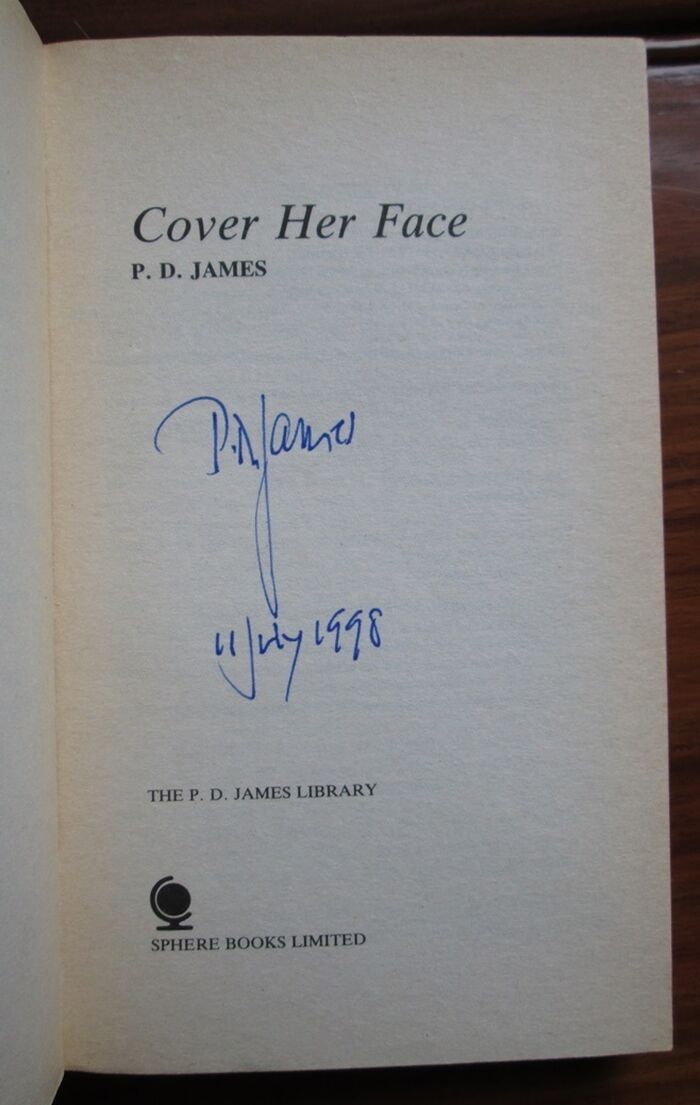 Cover Her Face
P. D. JAMES
P.D. James
11 July 1998
THE P. D. JAMES LIBRARY
SPHERE BOOKS LIMITED